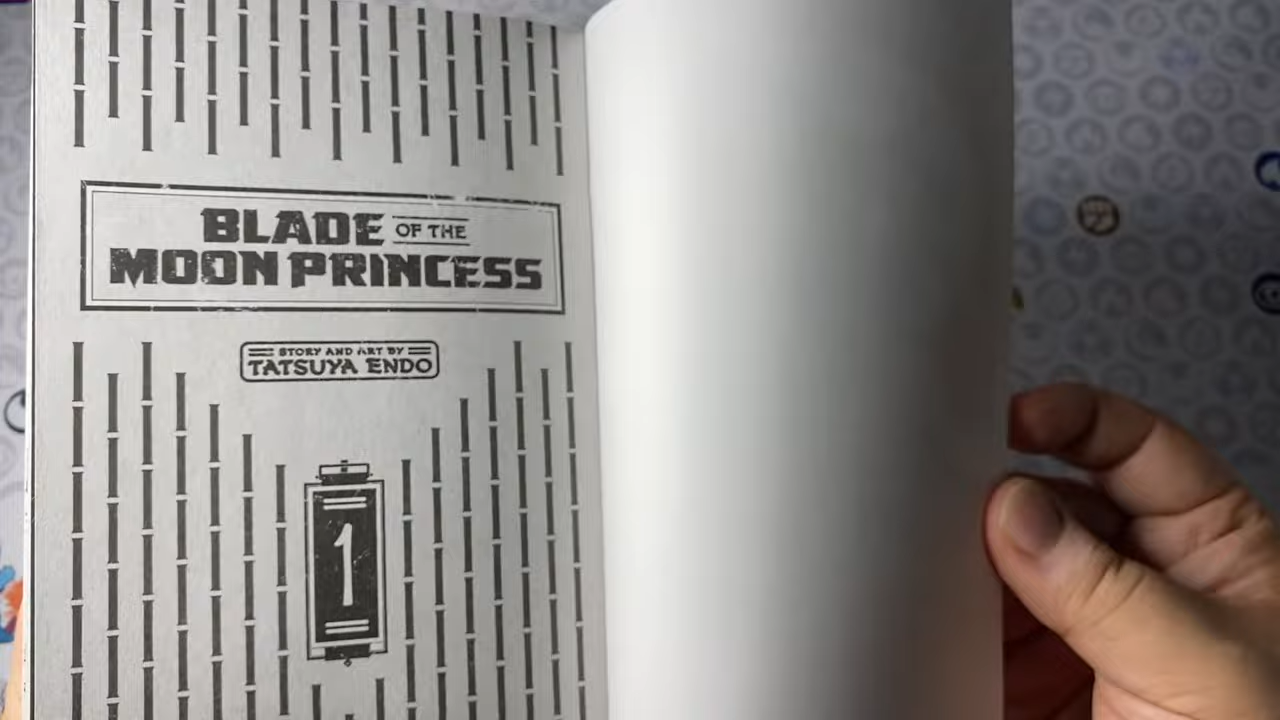 BLADE OF THE
MOON PRINCESS
STORY AND ART BY
TATSUYA ENDO
1